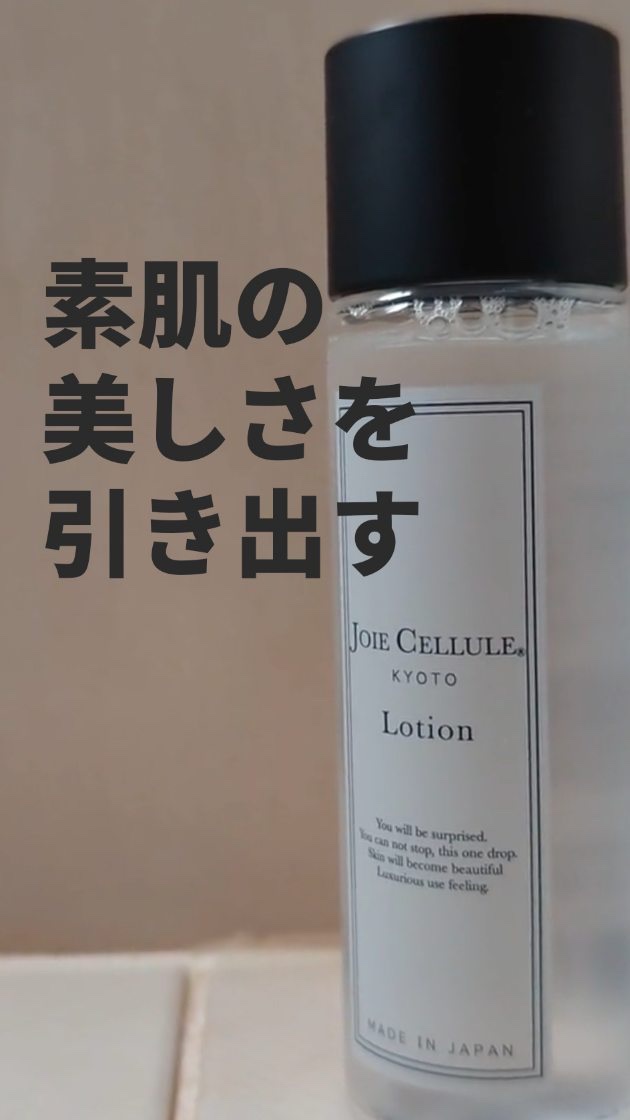 素肌の
美しさを
引き出す
JOIE CELLULE®
KYOTO
Lotion
You will be surprised.
You can not stop, this one drop.
Skin will become beautiful
Luxurious use feeling.
MADE IN JAPAN